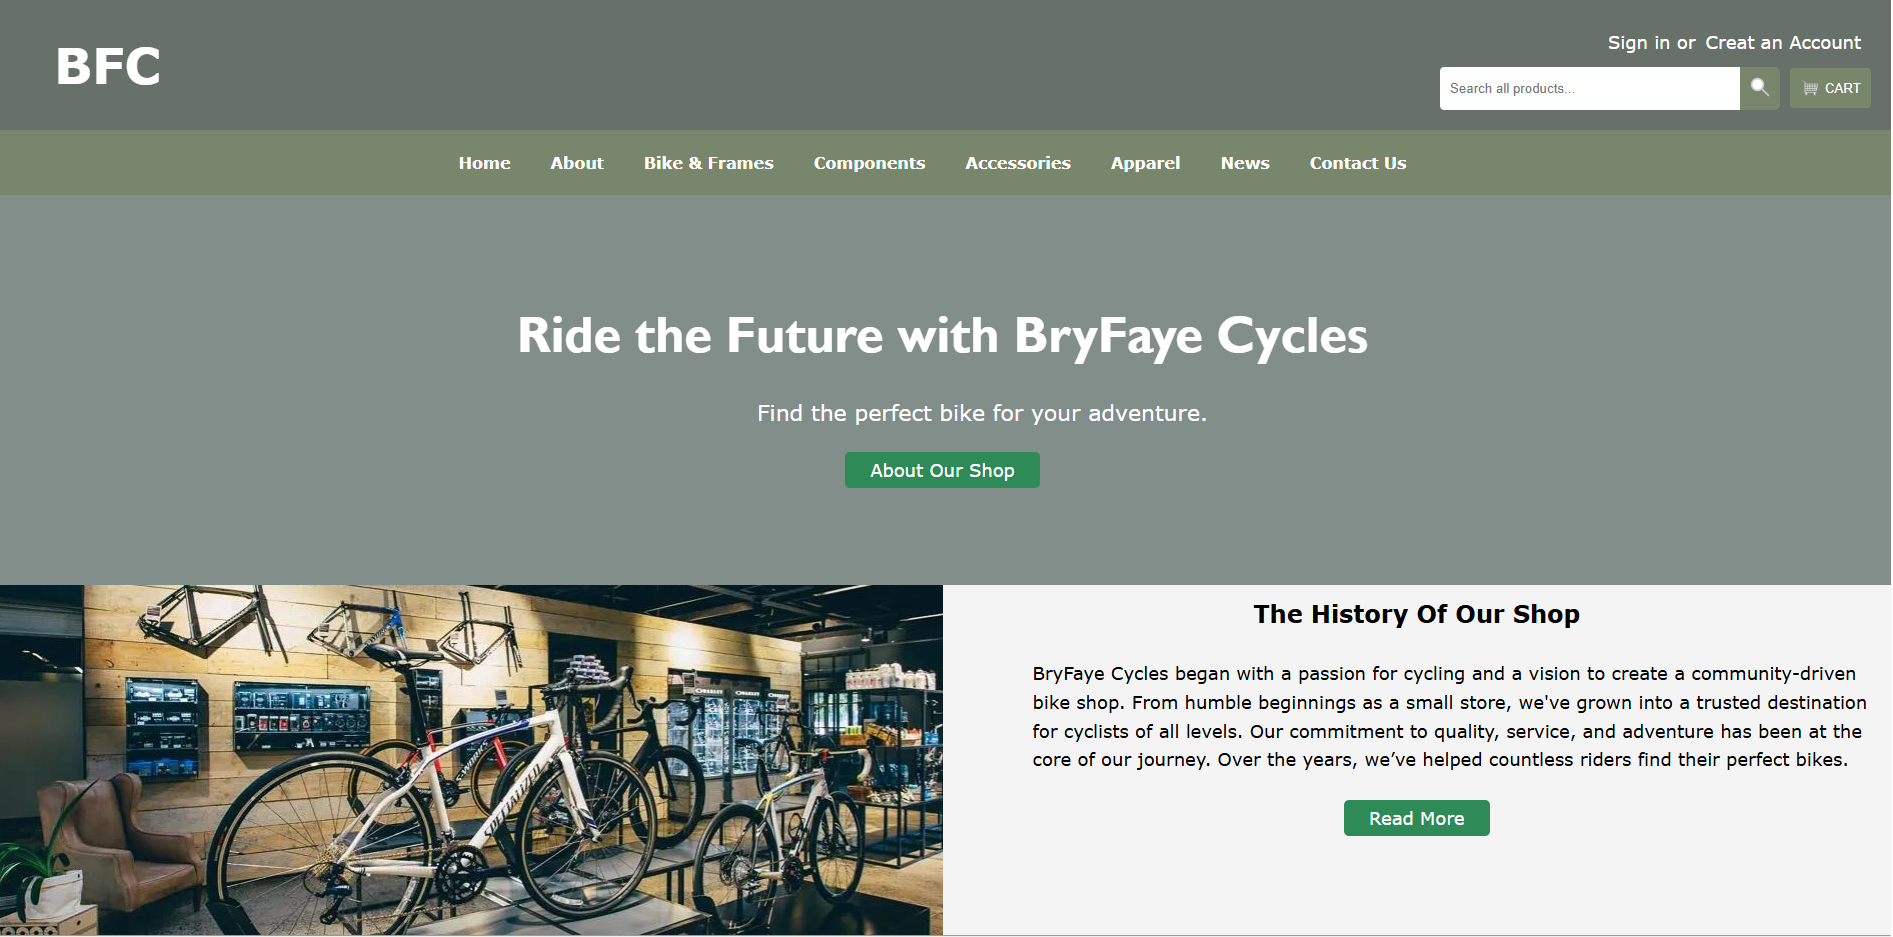 BFC
Sign in or Creat an Account
Search all products...
CART
Home About Bike & Frames Components Accessories Apparel News Contact Us
Ride the Future with BryFaye Cycles
Find the perfect bike for your adventure.
About Our Shop
The History Of Our Shop
BryFaye Cycles began with a passion for cycling and a vision to create a community-driven
bike shop. From humble beginnings as a small store, we've grown into a trusted destination
for cyclists of all levels. Our commitment to quality, service, and adventure has been at the
core of our journey. Over the years, we’ve helped countless riders find their perfect bikes.
Read More
SPECIALIZED